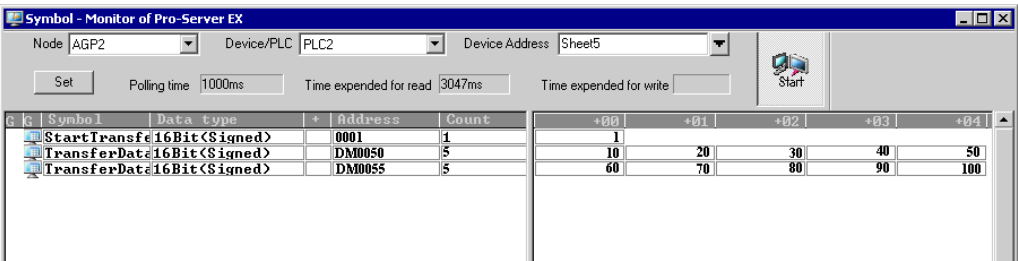 Symbol - Monitor of Pro-Server EX
Node AGP2 Device/PLC PLC2 Device Address Sheet5
Set Polling time 1000ms Time expended for read 3047ms Time expended for write Start
G G Symbol Data type + Address Count +00 +01 +02 +03 +04
StartTransfe 16Bit(Signed) 0001 1 1
TransferData 16Bit(Signed) DM0050 5 10 20 30 40 50
TransferData 16Bit(Signed) DM0055 5 60 70 80 90 100